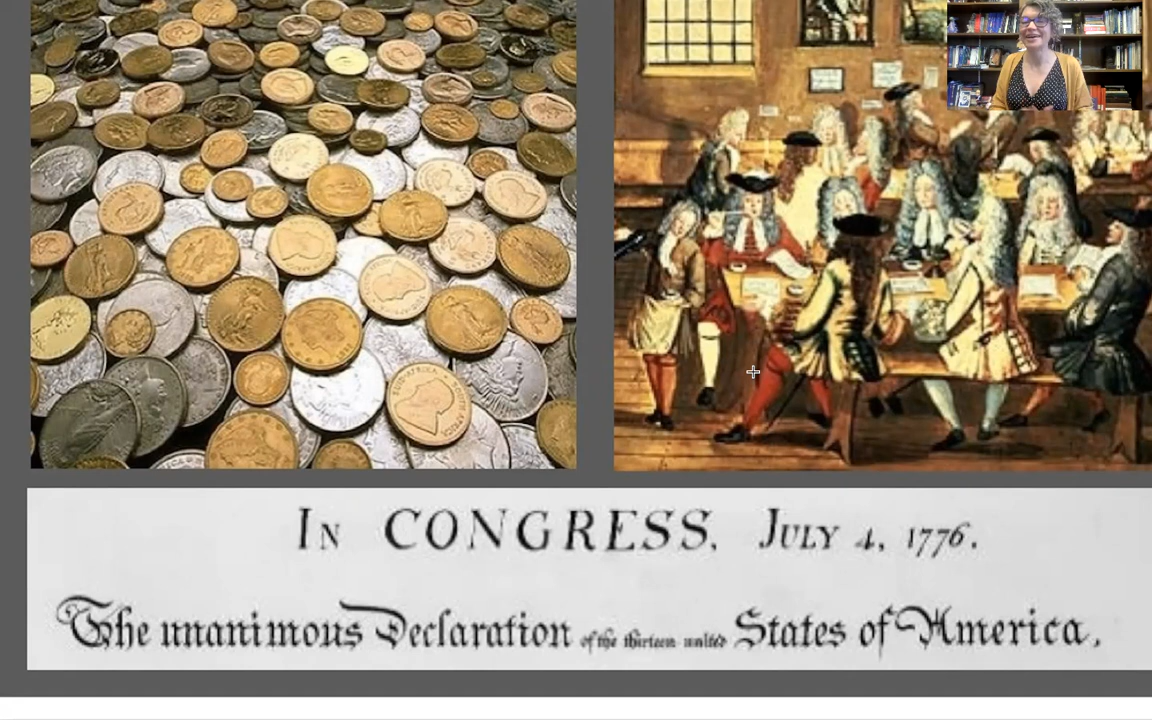 IN CONGRESS, JULY 4, 1776.
The unanimous Declaration of the thirteen united States of America,